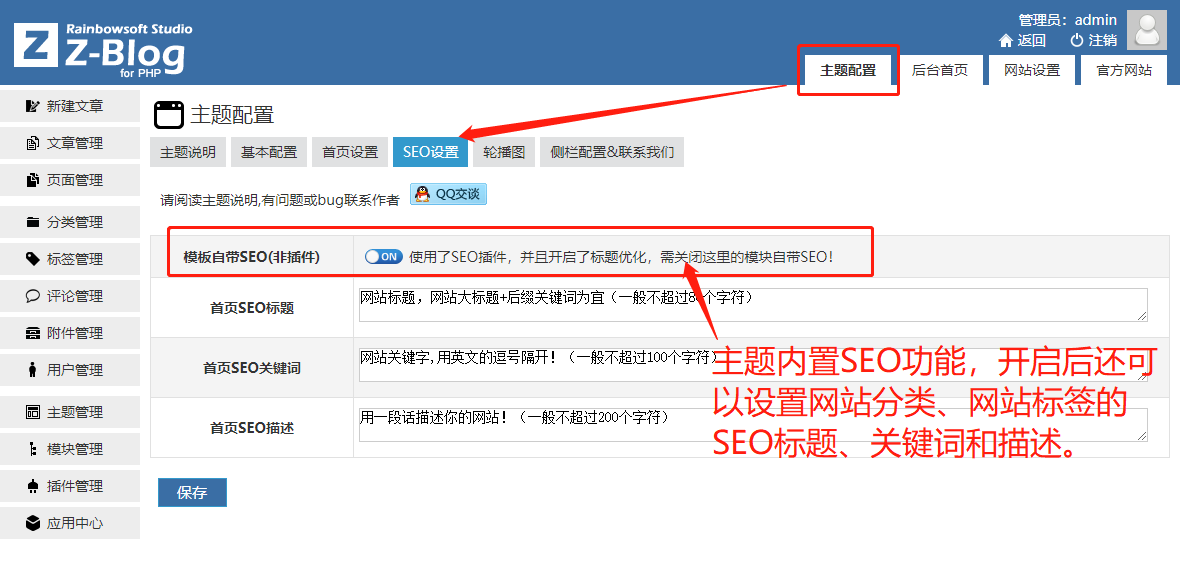 Rainbowsoft Studio
Z Z-Blog
for PHP
管理员：admin
返回 注销
主题配置 后台首页 网站设置 官方网站
新建文章
文章管理
页面管理
分类管理
标签管理
评论管理
附件管理
用户管理
主题管理
模块管理
插件管理
应用中心
主题配置
主题说明 基本配置 首页设置 SEO设置 轮播图 侧栏配置&联系我们
请阅读主题说明,有问题或bug联系作者 QQ交谈
模板自带SEO(非插件) ON 使用了SEO插件，并且开启了标题优化，需关闭这里的模块自带SEO！
首页SEO标题 网站标题，网站大标题+后缀关键词为宜（一般不超过8个字符）
首页SEO关键词 网站关键字,用英文的逗号隔开！（一般不超过100个字符）
首页SEO描述 用一段话描述你的网站！（一般不超过200个字符）
主题内置SEO功能，开启后还可
以设置网站分类、网站标签的
SEO标题、关键词和描述。
保存